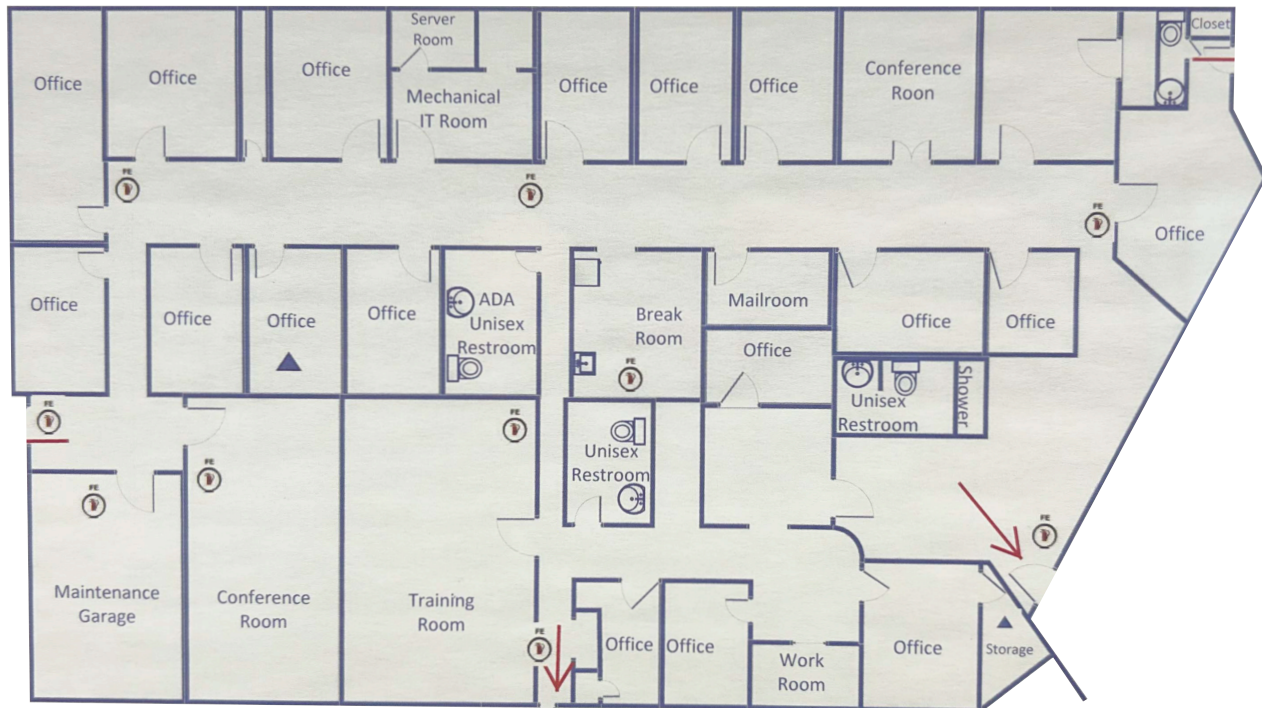 Server
Room
Closet
Office
Office
Office
Mechanical
IT Room
Office
Office
Office
Conference
Roon
FE
FE
FE
Office
Office
Office
Office
Office
ADA
Unisex
Restroom
Break
Room
FE
Mailroom
Office
Office
Office
Unisex
Restroom
Shower
FE
FE
FE
FE
FE
Unisex
Restroom
FE
Maintenance
Garage
Conference
Room
Training
Room
FE
Office
Office
Work
Room
Office
Storage